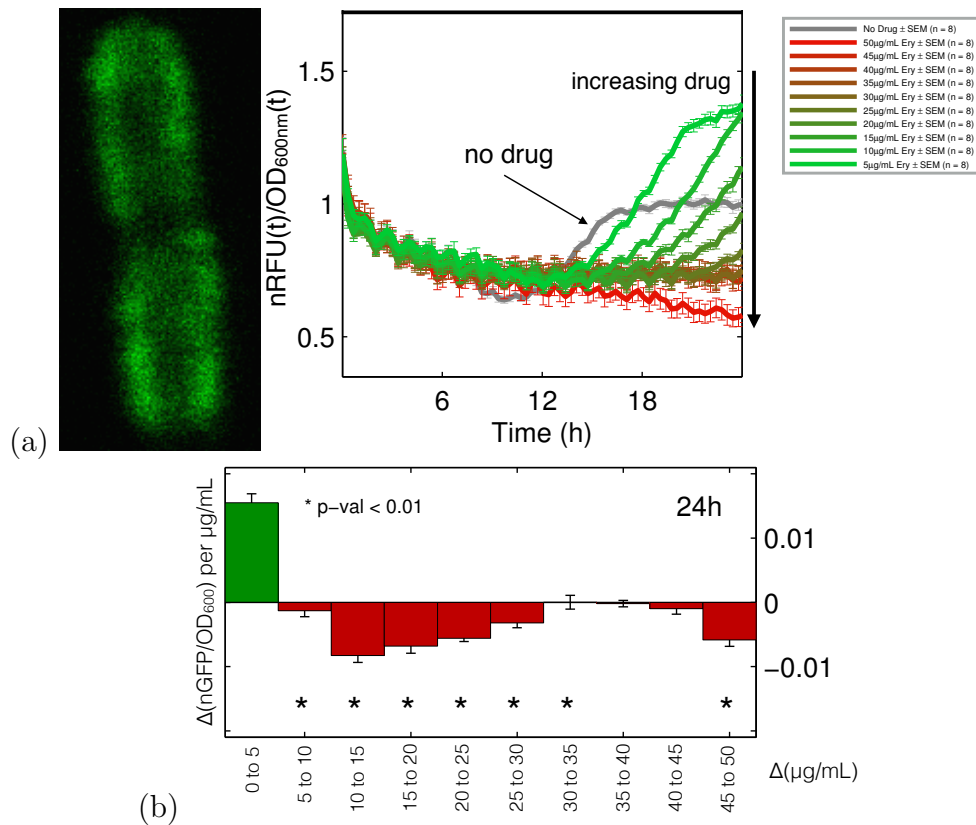 1.5
1
0.5
nRFU(t)/OD600nm(t)
6
12
18
Time (h)
increasing drug
no drug
No Drug ± SEM (n = 8)
50µg/mL Ery ± SEM (n = 8)
45µg/mL Ery ± SEM (n = 8)
40µg/mL Ery ± SEM (n = 8)
35µg/mL Ery ± SEM (n = 8)
30µg/mL Ery ± SEM (n = 8)
25µg/mL Ery ± SEM (n = 8)
20µg/mL Ery ± SEM (n = 8)
15µg/mL Ery ± SEM (n = 8)
10µg/mL Ery ± SEM (n = 8)
5µg/mL Ery ± SEM (n = 8)
(a)
Δ(nGFP/OD600) per µg/mL
* p-val < 0.01
24h
0.01
0
−0.01
* * * * * * *
0 to 5
5 to 10
10 to 15
15 to 20
20 to 25
25 to 30
30 to 35
35 to 40
40 to 45
45 to 50
Δ(µg/mL)
(b)